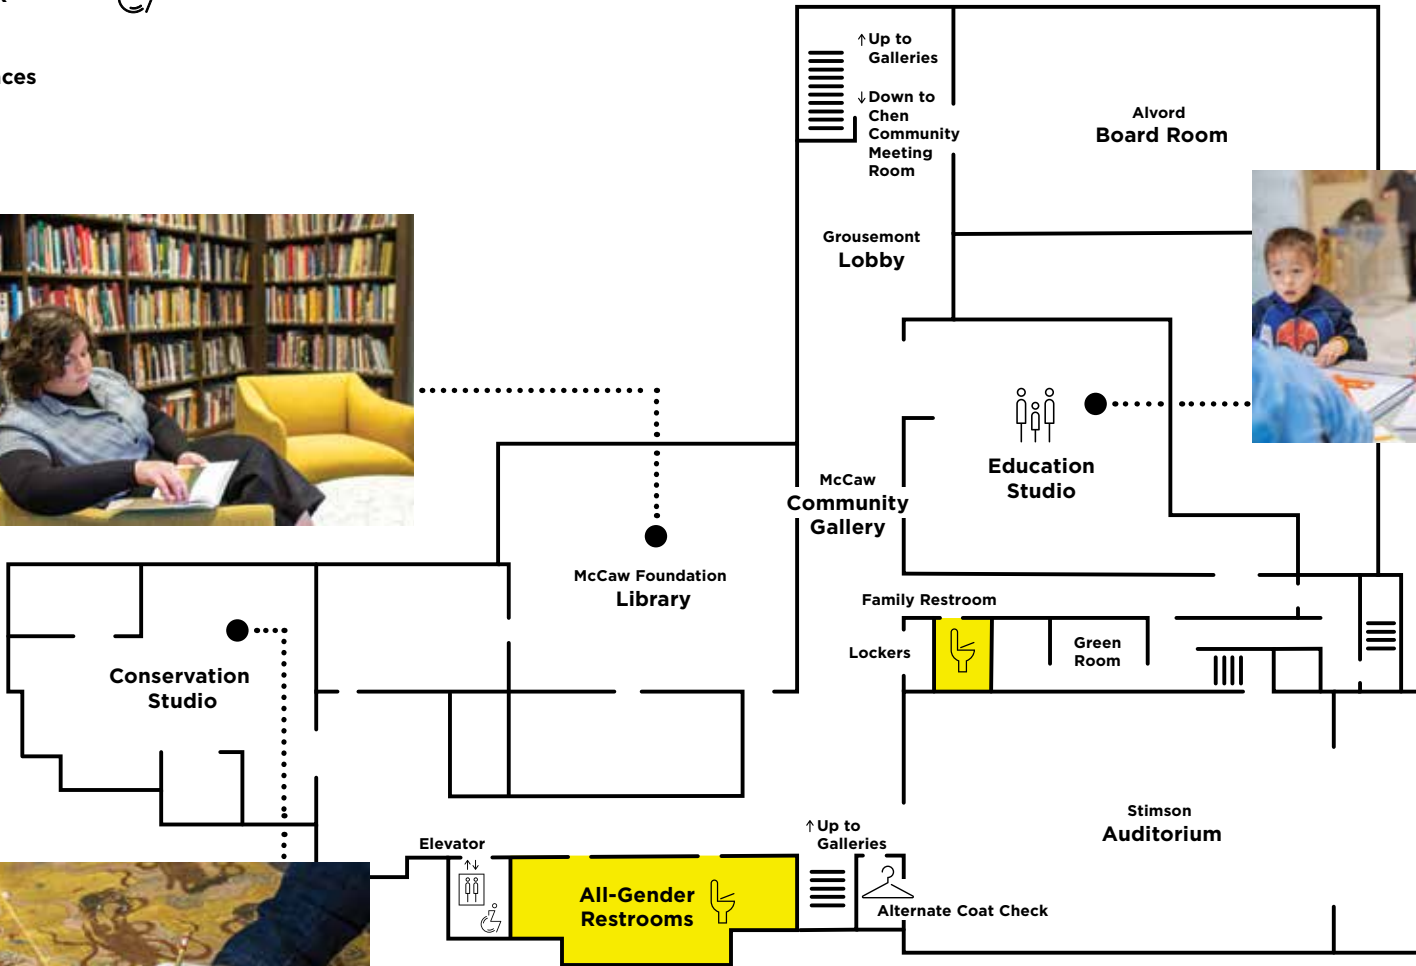 ↑Up to
Galleries
↓Down to
Chen
Community
Meeting
Room
Alvord
Board Room
Grousemont
Lobby
McCaw
Community
Gallery
Education
Studio
McCaw Foundation
Library
Family Restroom
Lockers
Green
Room
Conservation
Studio
Stimson
Auditorium
Elevator
↑↓
All-Gender
Restrooms
↑Up to
Galleries
Alternate Coat Check